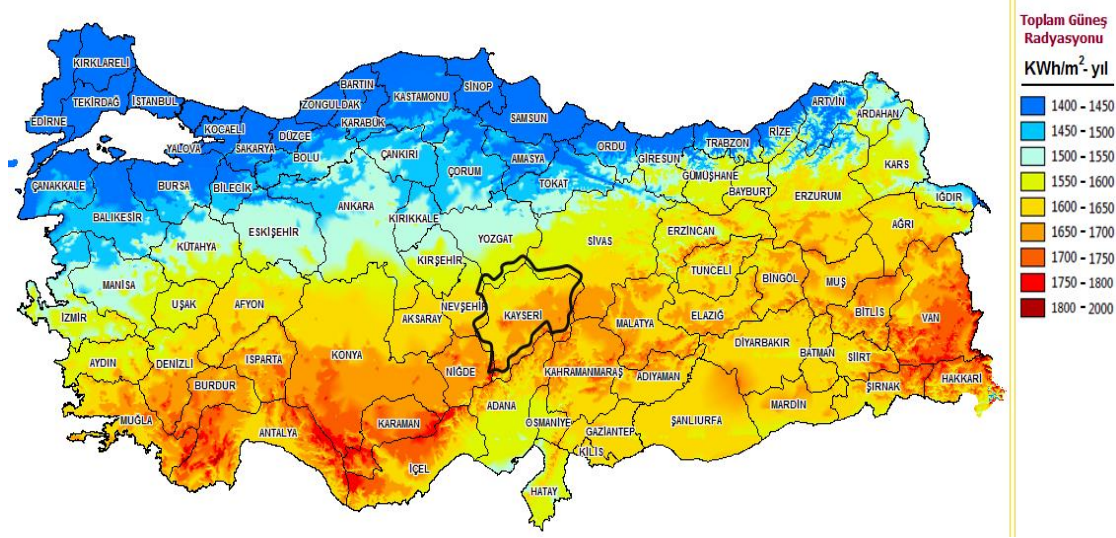 Toplam Güneş
Radyasyonu
KWh/m²- yıl
1400 - 1450
1450 - 1500
1500 - 1550
1550 - 1600
1600 - 1650
1650 - 1700
1700 - 1750
1750 - 1800
1800 - 2000
KIRKLARELİ
TEKİRDAĞ
İSTANBUL
EDİRNE
KOCAELİ
YALOVA
SAKARYA
DÜZCE
BOLU
ZONGULDAK
BARTIN
KARABÜK
KASTAMONU
SİNOP
SAMSUN
ÇANKIRI
ÇORUM
AMASYA
TOKAT
ORDU
GİRESUN
TRABZON
RİZE
ARTVİN
ARDAHAN
KARS
GÜMÜŞHANE
BAYBURT
ERZURUM
IĞDIR
AĞRI
ÇANAKKALE
BURSA
BİLECİK
BALIKESİR
KÜTAHYA
ESKİŞEHİR
ANKARA
KIRIKKALE
YOZGAT
SİVAS
ERZİNCAN
KIRŞEHİR
TUNCELİ
BİNGÖL
MUŞ
MANİSA
UŞAK
AFYON
İZMİR
AKSARAY
NEVŞEHİR
KAYSERİ
MALATYA
ELAZIĞ
BİTLİS
VAN
DİYARBAKIR
BATMAN
SİİRT
ŞIRNAK
HAKKARİ
AYDIN
DENİZLİ
ISPARTA
KONYA
NİĞDE
KAHRAMANMARAŞ
ADIYAMAN
BURDUR
MUĞLA
ANTALYA
KARAMAN
ADANA
OSMANİYE
GAZİANTEP
KİLİS
ŞANLIURFA
MARDİN
İÇEL
HATAY